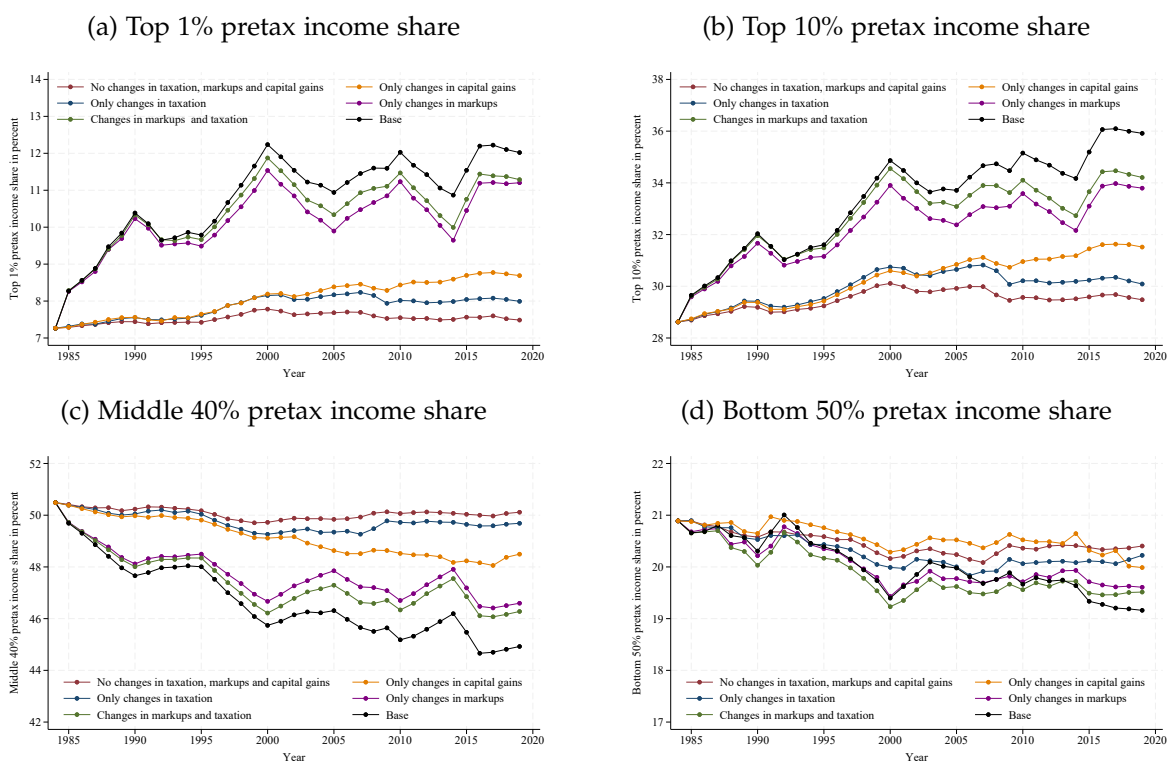 (a) Top 1% pretax income share
Top 1% pretax income share in percent
14
13
12
11
10
9
8
7
No changes in taxation, markups and capital gains
Only changes in taxation
Changes in markups and taxation
Only changes in capital gains
Only changes in markups
Base
1985 1990 1995 2000 2005 2010 2015 2020
Year
(b) Top 10% pretax income share
Top 10% pretax income share in percent
38
36
34
32
30
28
No changes in taxation, markups and capital gains
Only changes in taxation
Changes in markups and taxation
Only changes in capital gains
Only changes in markups
Base
1985 1990 1995 2000 2005 2010 2015 2020
Year
(c) Middle 40% pretax income share
Middle 40% pretax income share in percent
52
50
48
46
44
42
No changes in taxation, markups and capital gains
Only changes in taxation
Changes in markups and taxation
Only changes in capital gains
Only changes in markups
Base
1985 1990 1995 2000 2005 2010 2015 2020
Year
(d) Bottom 50% pretax income share
Bottom 50% pretax income share in percent
22
21
20
19
18
17
No changes in taxation, markups and capital gains
Only changes in taxation
Changes in markups and taxation
Only changes in capital gains
Only changes in markups
Base
1985 1990 1995 2000 2005 2010 2015 2020
Year